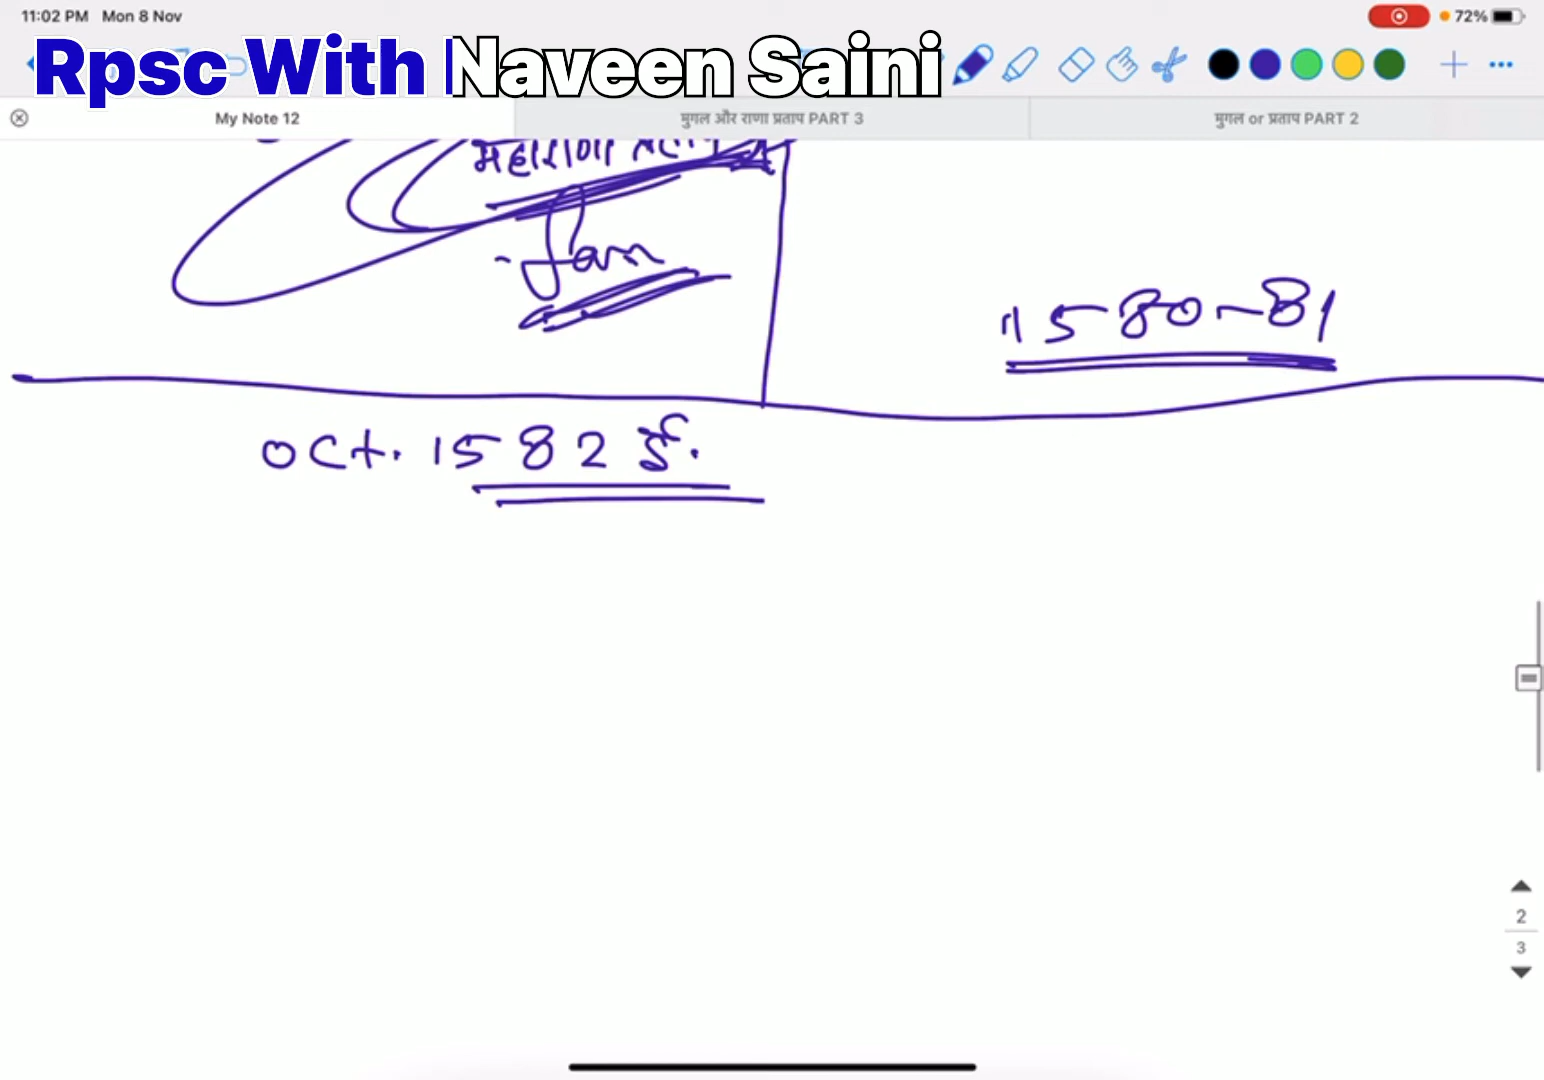 11:02 PM Mon 8 Nov
72%
Rpsc With Naveen Saini
My Note 12
मुगल और राणा प्रताप PART 3
मुगल or प्रताप PART 2
1580-81
oct. 1582 ई.
2
3